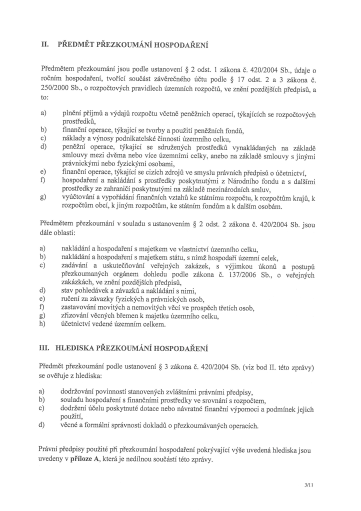 II. PŘEDMĚT PŘEZKOUMÁNÍ HOSPODAŘENÍ
Předmětem přezkoumání jsou podle ustanovení § 2 odst. 1 zákona č. 420/2004 Sb., údaje o
ročním hospodaření, tvořící součást závěrečného účtu podle § 17 odst. 2 a 3 zákona č.
250/2000 Sb., o rozpočtových pravidlech územních rozpočtů, ve znění pozdějších předpisů, a
to:
a) plnění příjmů a výdajů rozpočtu včetně peněžních operací, týkajících se rozpočtových
prostředků,
b) finanční operace, týkající se tvorby a použití peněžních fondů,
c) náklady a výnosy podnikatelské činnosti územního celku,
d) peněžní operace, týkající se sdružených prostředků vynakládaných na základě
smlouvy mezi dvěma nebo více územními celky, anebo na základě smlouvy s jinými
právnickými nebo fyzickými osobami,
e) finanční operace, týkající se cizích zdrojů ve smyslu právních předpisů o účetnictví,
f) hospodaření a nakládání s prostředky poskytnutými z Národního fondu a s dalšími
prostředky ze zahraničí poskytnutými na základě mezinárodních smluv,
g) vyúčtování a vypořádání finančních vztahů ke státnímu rozpočtu, k rozpočtům krajů, k
rozpočtům obcí, k jiným rozpočtům, ke státním fondům a k dalším osobám.
Předmětem přezkoumání v souladu s ustanovením § 2 odst. 2 zákona č. 420/2004 Sb. jsou
dále oblasti:
a) nakládání a hospodaření s majetkem ve vlastnictví územního celku,
b) nakládání a hospodaření s majetkem státu, s nímž hospodaří územní celek,
c) zadávání a uskutečňování veřejných zakázek, s výjimkou úkonů a postupů
přezkoumaných orgánem dohledu podle zákona č. 137/2006 Sb., o veřejných
zakázkách, ve znění pozdějších předpisů,
d) stav pohledávek a závazků a nakládání s nimi,
e) ručení za závazky fyzických a právnických osob,
f) zastavování movitých a nemovitých věcí ve prospěch třetích osob,
g) zřizování věcných břemen k majetku územního celku,
h) účetnictví vedené územním celkem.
III. HLEDISKA PŘEZKOUMÁNÍ HOSPODAŘENÍ
Předmět přezkoumání podle ustanovení § 3 zákona č. 420/2004 Sb. (viz bod II. této zprávy)
se ověřuje z hlediska:
a) dodržování povinností stanovených zvláštními právními předpisy,
b) souladu hospodaření s finančními prostředky ve srovnání s rozpočtem,
c) dodržení účelu poskytnuté dotace nebo návratné finanční výpomoci a podmínek jejich
použití,
d) věcné a formální správnosti dokladů o přezkoumávaných operacích.
Právní předpisy použité při přezkoumání hospodaření pokrývající výše uvedená hlediska jsou
uvedeny v příloze A, která je nedílnou součástí této zprávy.
3/11